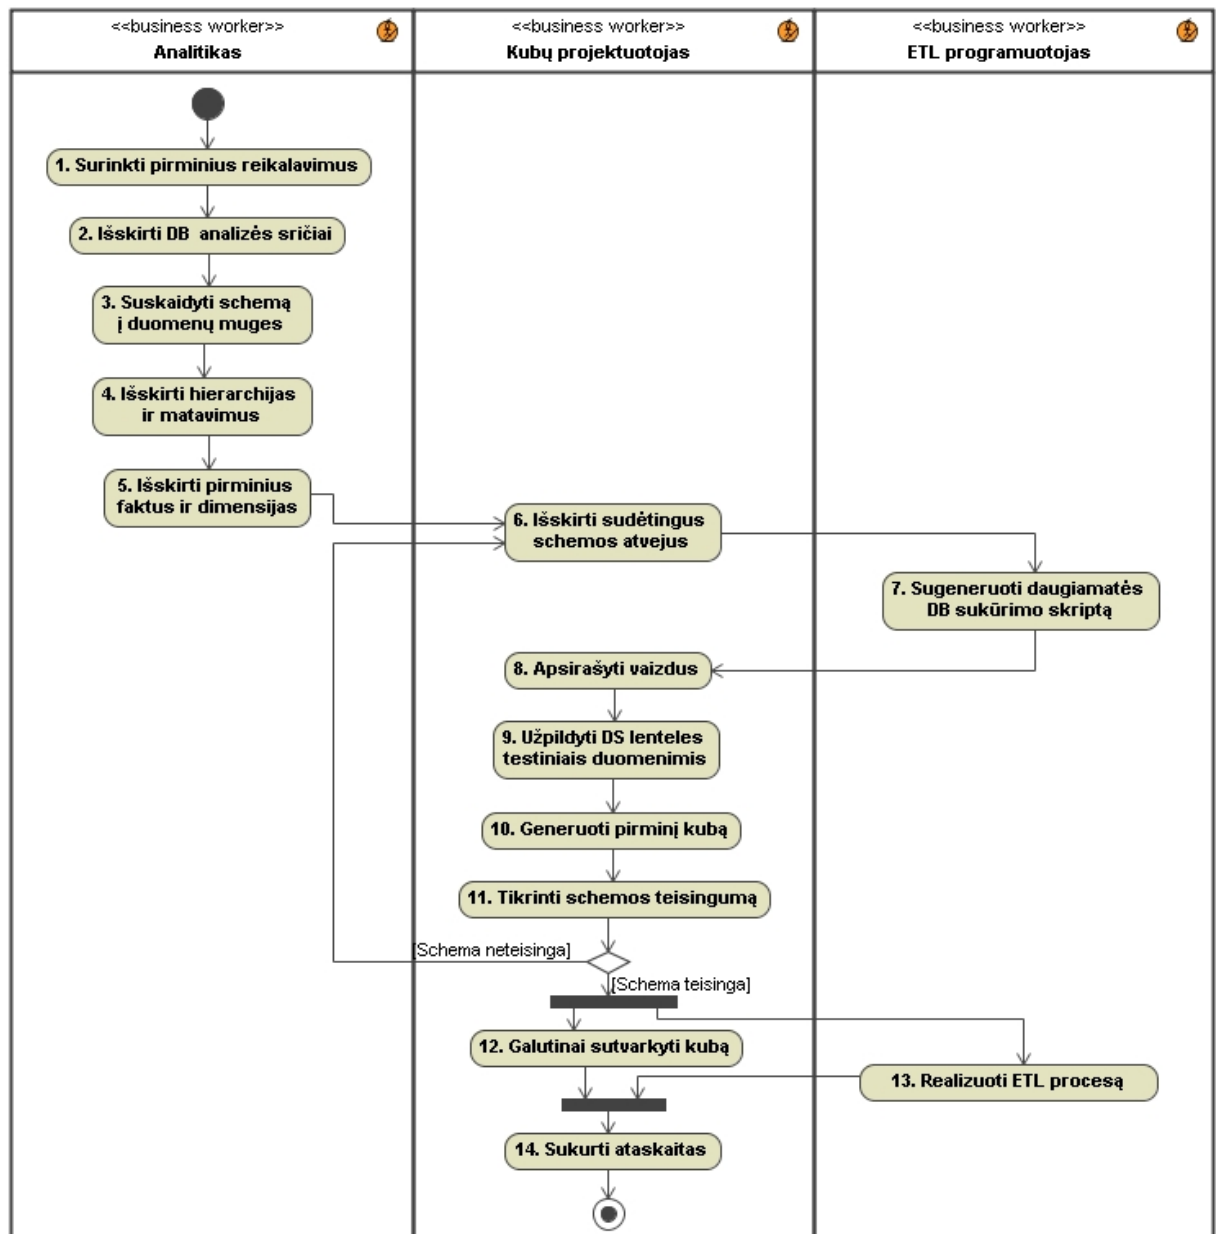 <<business worker>>
Analitikas
<<business worker>>
Kubų projektuotojas
<<business worker>>
ETL programuotojas
1. Surinkti pirminius reikalavimus
2. Išskirti DB analizės sričiai
3. Suskaidyti schemą
į duomenų muges
4. Išskirti hierarchijas
ir matavimus
5. Išskirti pirminius
faktus ir dimensijas
6. Išskirti sudėtingus
schemos atvejus
7. Sugeneruoti daugiamatės
DB sukūrimo skriptą
8. Apsirašyti vaizdus
9. Užpildyti DS lenteles
testiniais duomenimis
10. Generuoti pirminį kubą
11. Tikrinti schemos teisingumą
[Schema neteisinga]
[Schema teisinga]
12. Galutinai sutvarkyti kubą
13. Realizuoti ETL procesą
14. Sukurti ataskaitas